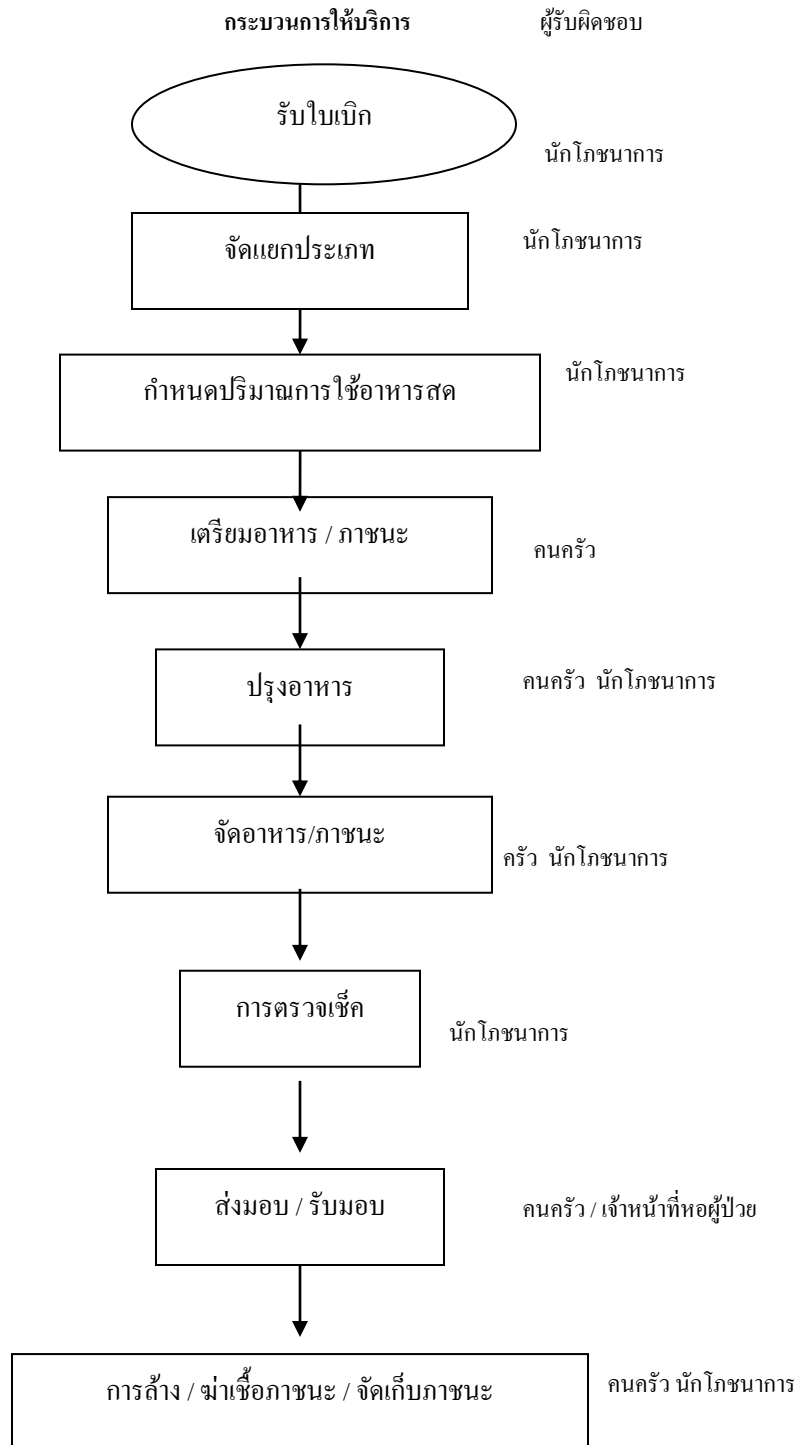 กระบวนการให้บริการ ผู้รับผิดชอบ
รับใบเบิก
นักโภชนาการ
จัดแยกประเภท นักโภชนาการ
กำหนดปริมาณการใช้อาหารสด นักโภชนาการ
เตรียมอาหาร / ภาชนะ
คนครัว
ปรุงอาหาร คนครัว นักโภชนาการ
จัดอาหาร/ภาชนะ
ครัว นักโภชนาการ
การตรวจเช็ค
นักโภชนาการ
ส่งมอบ / รับมอบ คนครัว / เจ้าหน้าที่หอผู้ป่วย
การล้าง / ฆ่าเชื้อภาชนะ / จัดเก็บภาชนะ คนครัว นักโภชนาการ